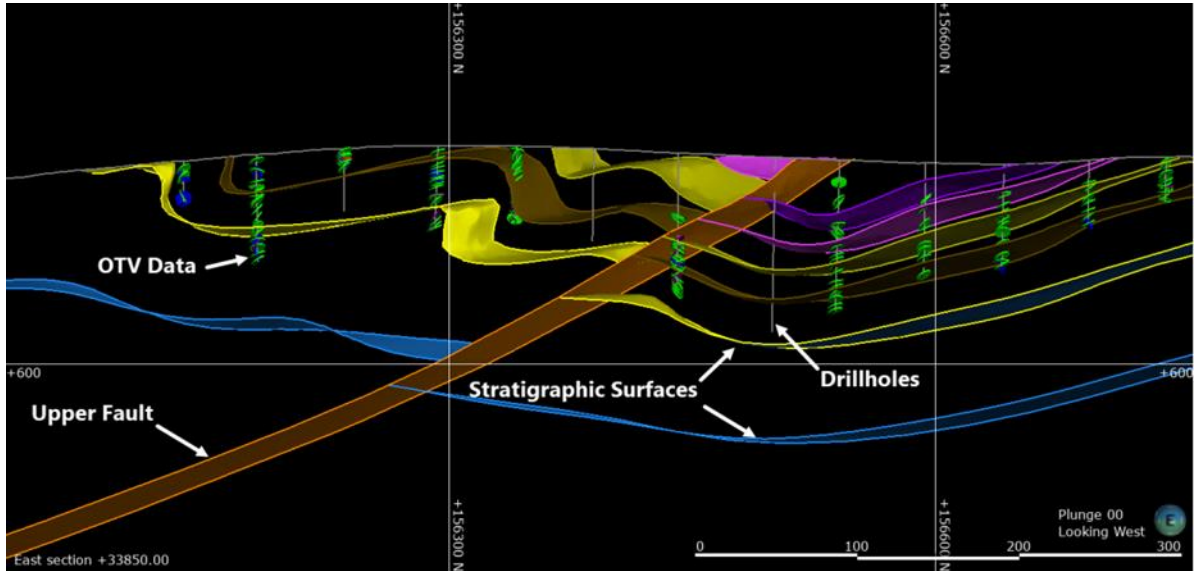 +156300 N
+156600 N
OTV Data
+600
+600
Drillholes
Stratigraphic Surfaces
Upper Fault
+156300 N
+156600 N
Plunge 00
Looking West
E
0
100
200
300
East section +33850.00